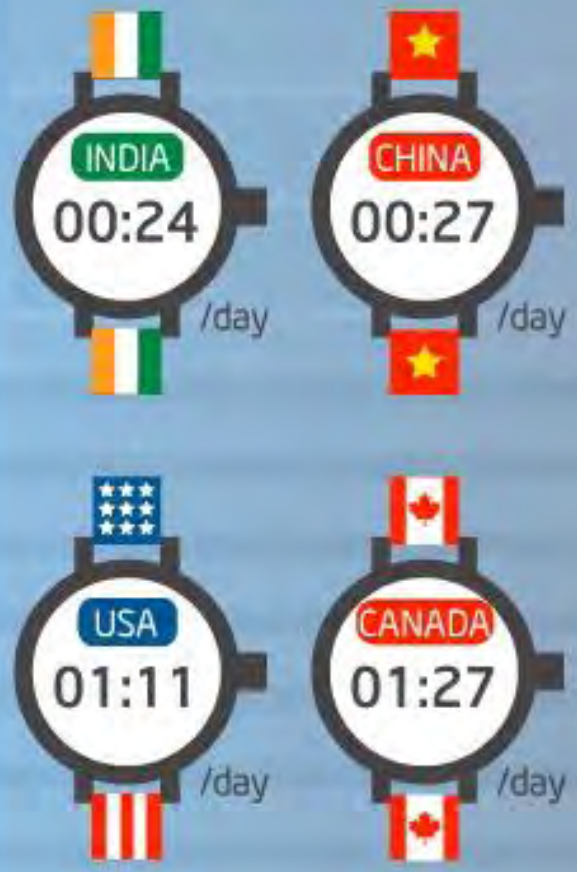 INDIA
00:24
/day
CHINA
00:27
/day
USA
01:11
/day
CANADA
01:27
/day